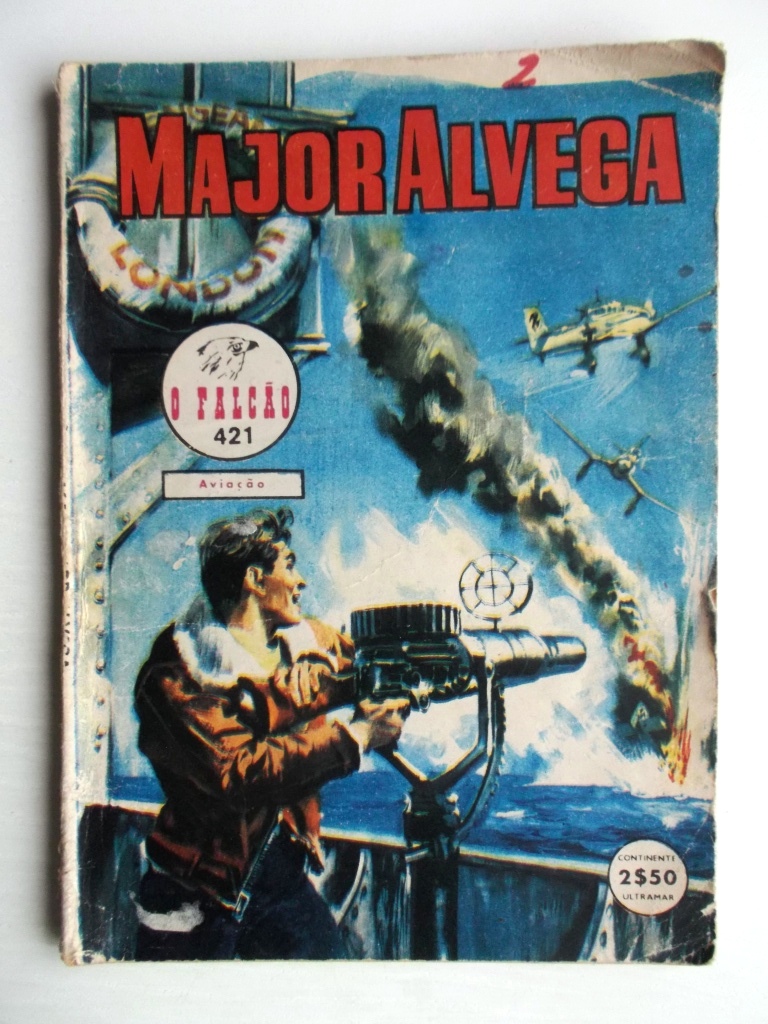 2
MAJOR ALVEGA
LONDON
O FALCÃO
421
Aviação
CONTINENTE
2$50
ULTRAMAR